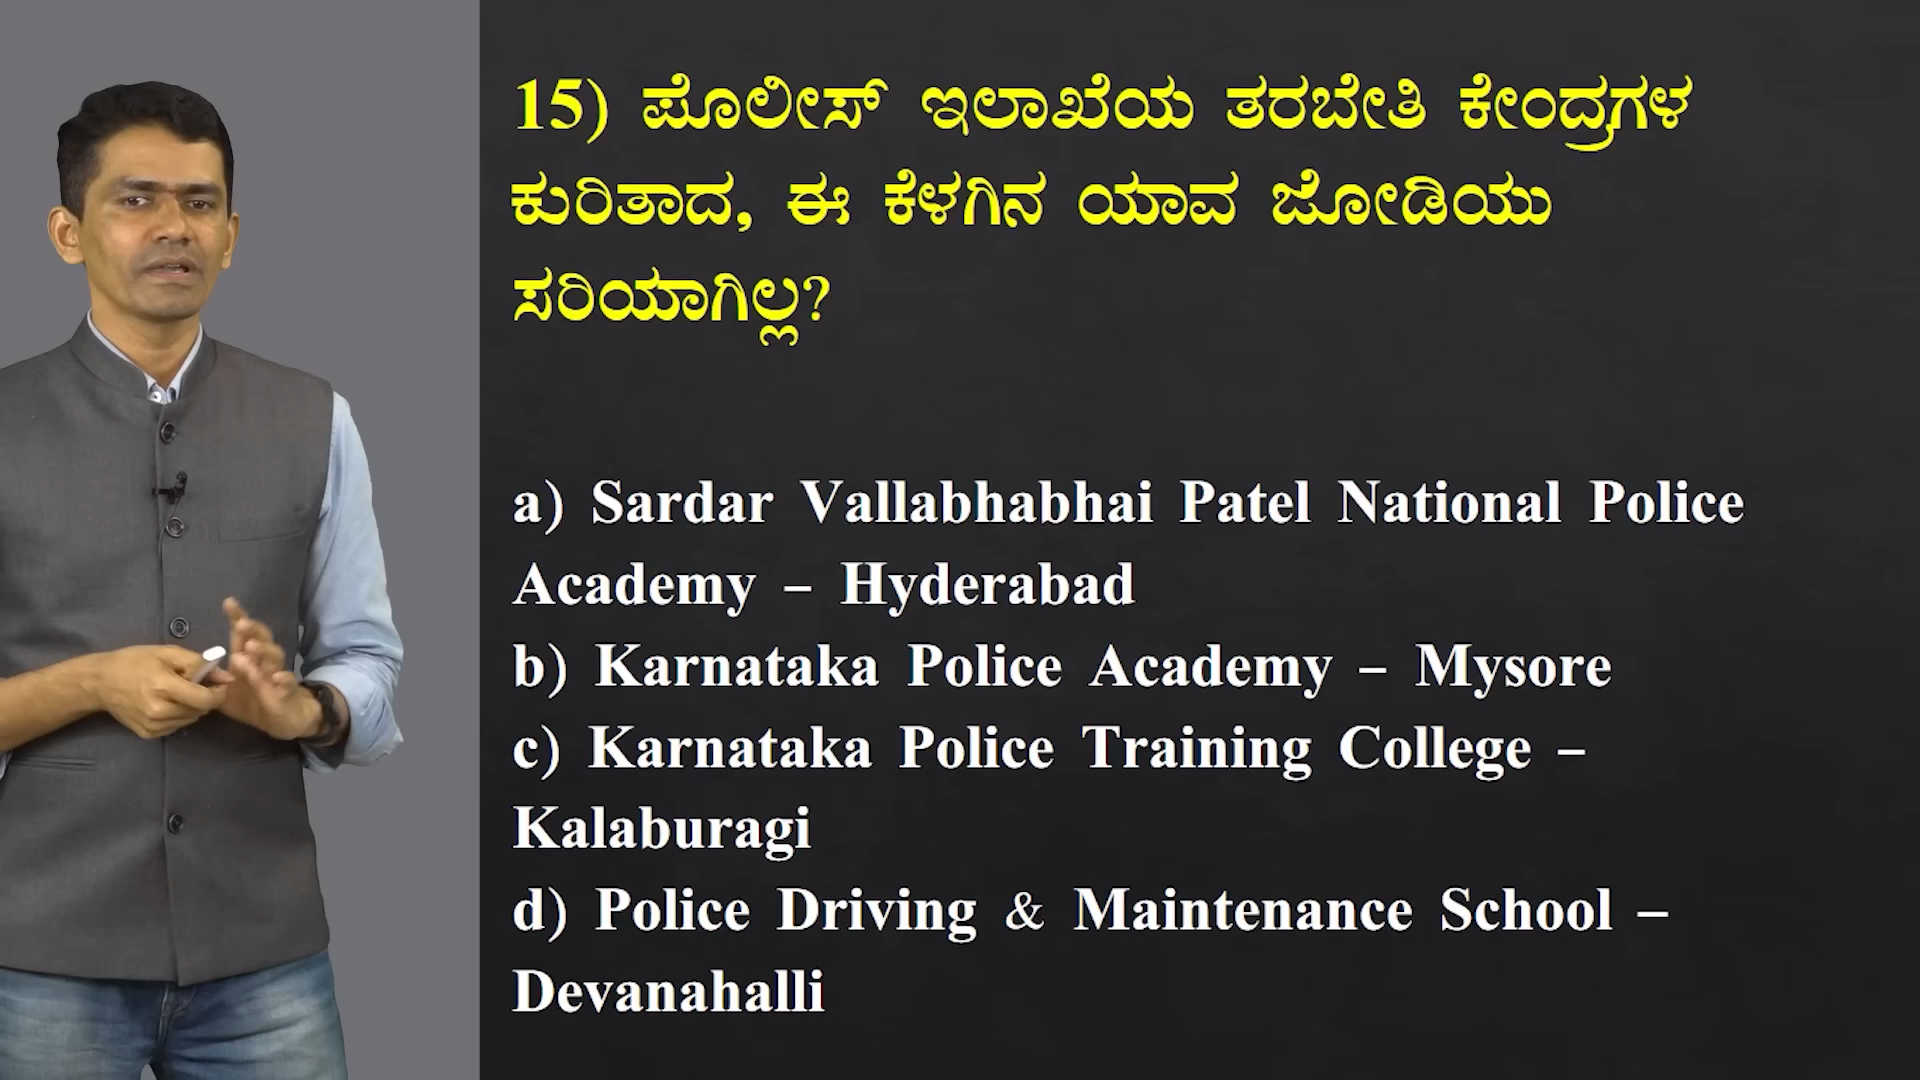 15) ಪೊಲೀಸ್ ಇಲಾಖೆಯ ತರಬೇತಿ ಕೇಂದ್ರಗಳ
ಕುರಿತಾದ, ಈ ಕೆಳಗಿನ ಯಾವ ಜೋಡಿಯು
ಸರಿಯಾಗಿಲ್ಲ?
a) Sardar Vallabhabhai Patel National Police
Academy – Hyderabad
b) Karnataka Police Academy – Mysore
c) Karnataka Police Training College –
Kalaburagi
d) Police Driving & Maintenance School –
Devanahalli